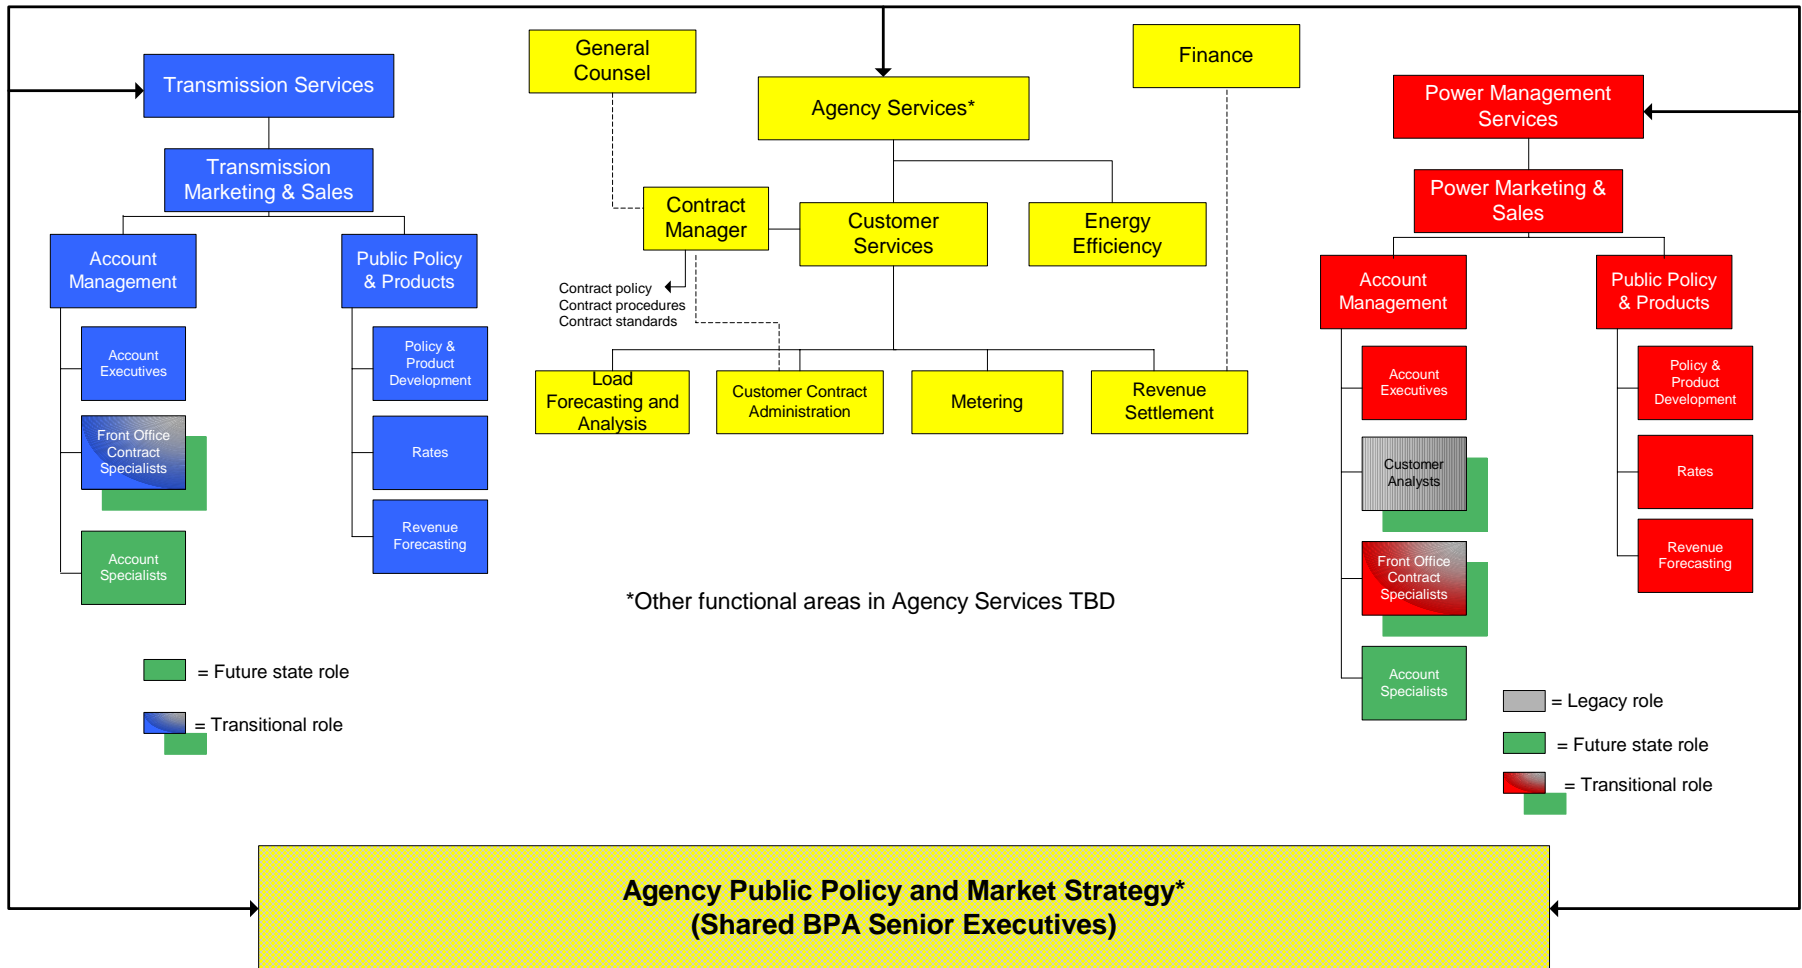 General
Counsel
Finance
Transmission Services
Agency Services*
Power Management
Services
Transmission
Marketing & Sales
Power Marketing &
Sales
Contract
Manager
Customer
Services
Energy
Efficiency
Account
Management
Public Policy
& Products
Account
Management
Public Policy
& Products
Contract policy
Contract procedures
Contract standards
Account
Executives
Policy &
Product
Development
Load
Forecasting and
Analysis
Customer Contract
Administration
Metering
Revenue
Settlement
Account
Executives
Policy &
Product
Development
Front Office
Contract
Specialists
Rates
Customer
Analysts
Rates
Revenue
Forecasting
Account
Specialists
Front Office
Contract
Specialists
Revenue
Forecasting
*Other functional areas in Agency Services TBD
Account
Specialists
= Future state role
= Transitional role
= Legacy role
= Future state role
= Transitional role
Agency Public Policy and Market Strategy*
(Shared BPA Senior Executives)